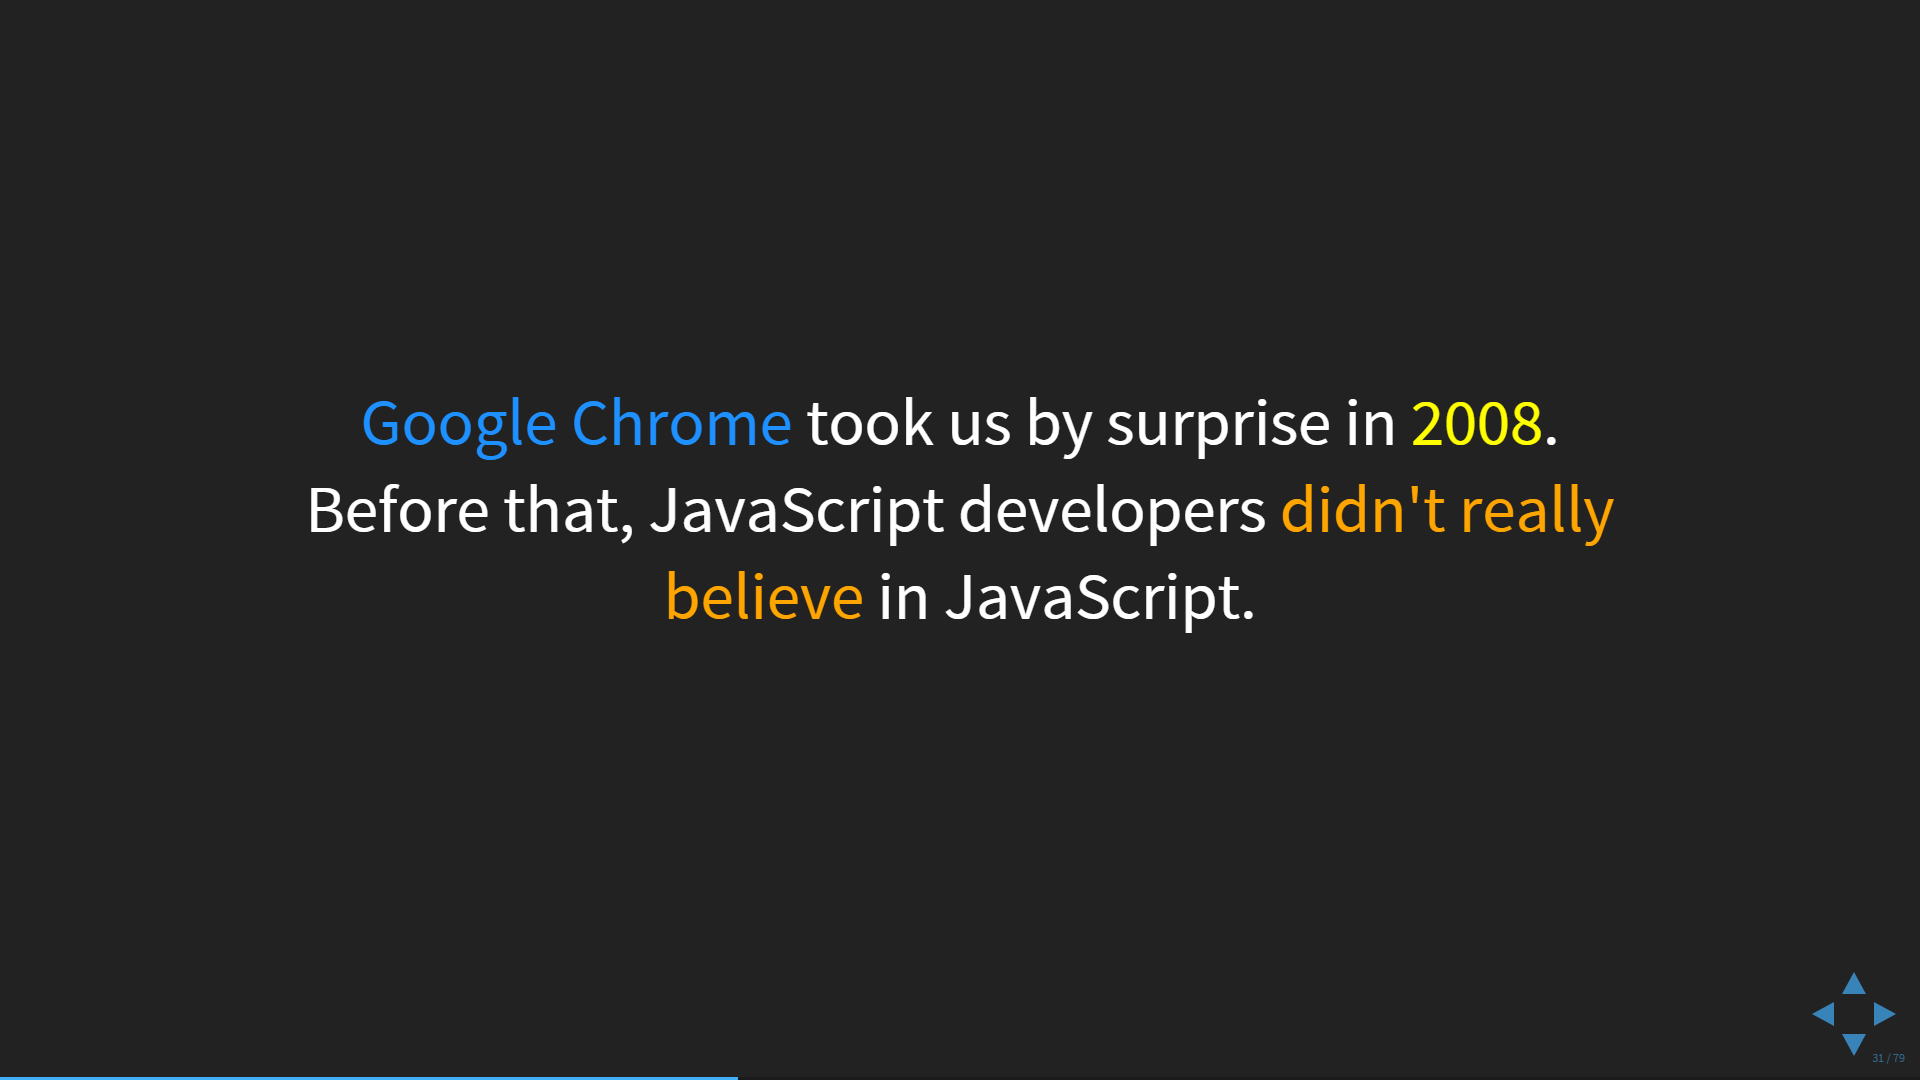 Google Chrome took us by surprise in 2008.
Before that, JavaScript developers didn't really
believe in JavaScript.
31 / 79